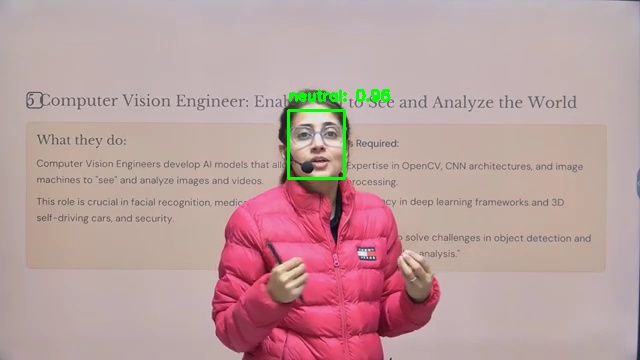 neutral: 0.96
5 Computer Vision Engineer: Ena to See and Analyze the World
What they do:
Required:
Computer Vision Engineers develop AI models that Expertise in OpenCV, CNN architectures, and image
machines to "see" and analyze images and videos. processing.
This role is crucial in facial recognition, in deep learning frameworks and 3D
self-driving cars, and security.
to solve challenges in object detection and
analysis."
TOMMY
JEANS